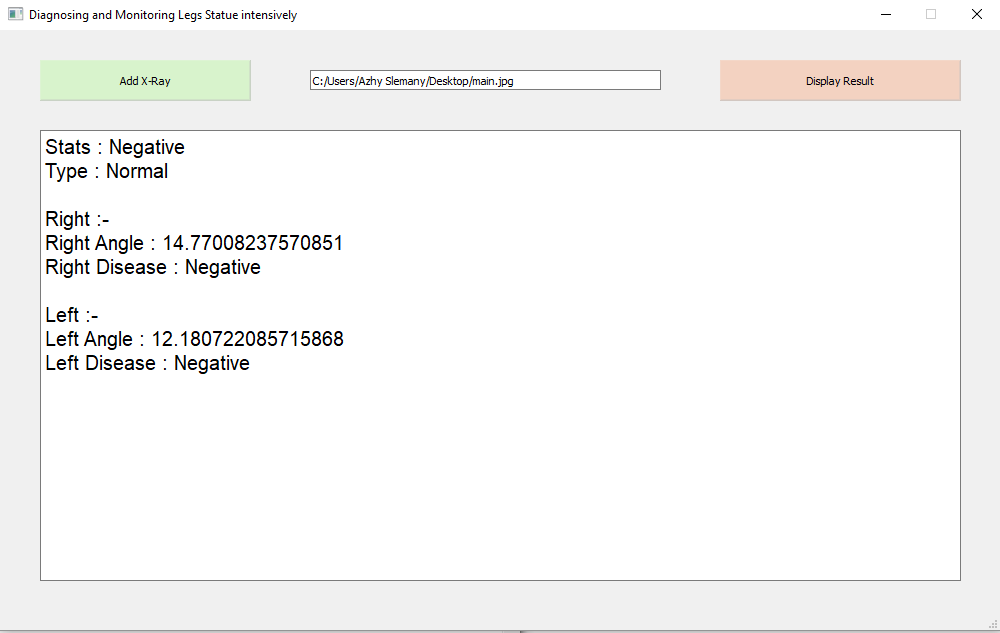 Diagnosing and Monitoring Legs Statue intensively
Add X-Ray
C:/Users/Azhy Slemany/Desktop/main.jpg
Display Result
Stats : Negative
Type : Normal
Right :-
Right Angle : 14.77008237570851
Right Disease : Negative
Left :-
Left Angle : 12.180722085715868
Left Disease : Negative